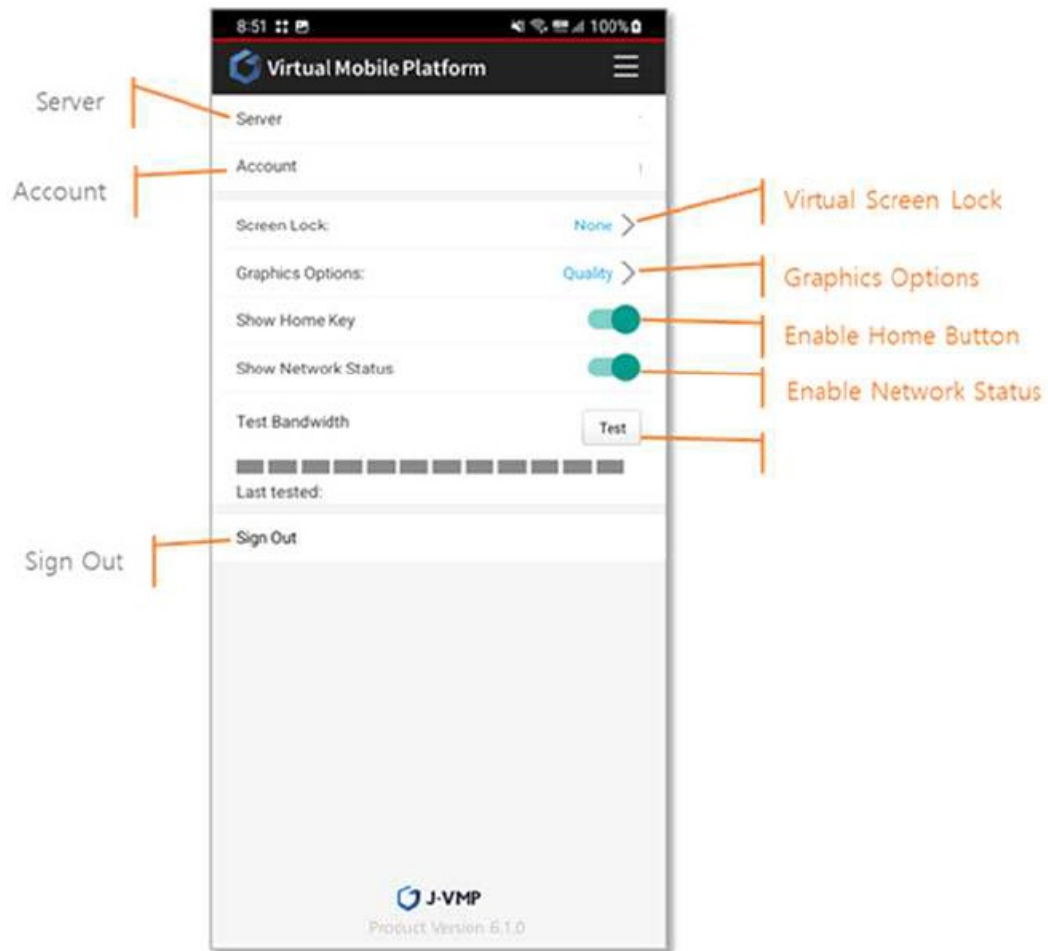 8:51
100%
Virtual Mobile Platform
Server
Server
Account
Account
Screen Lock:
None
Virtual Screen Lock
Graphics Options:
Quality
Graphics Options
Show Home Key
Enable Home Button
Show Network Status
Enable Network Status
Test Bandwidth
Test
Last tested:
Sign Out
Sign Out
J-VMP
Product Version 6.1.0